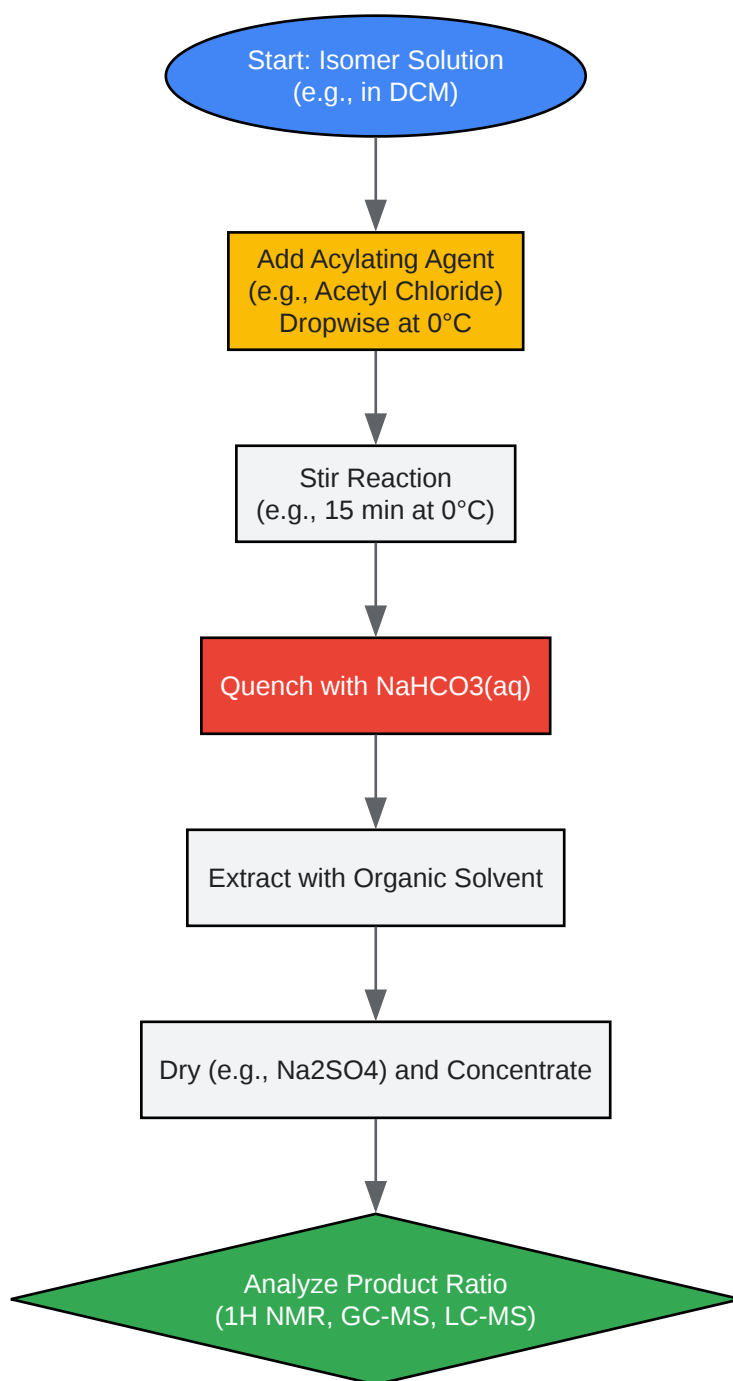 Start: Isomer Solution
(e.g., in DCM)
Add Acylating Agent
(e.g., Acetyl Chloride)
Dropwise at 0°C
Stir Reaction
(e.g., 15 min at 0°C)
Quench with NaHCO3(aq)
Extract with Organic Solvent
Dry (e.g., Na2SO4) and Concentrate
Analyze Product Ratio
(1H NMR, GC-MS, LC-MS)